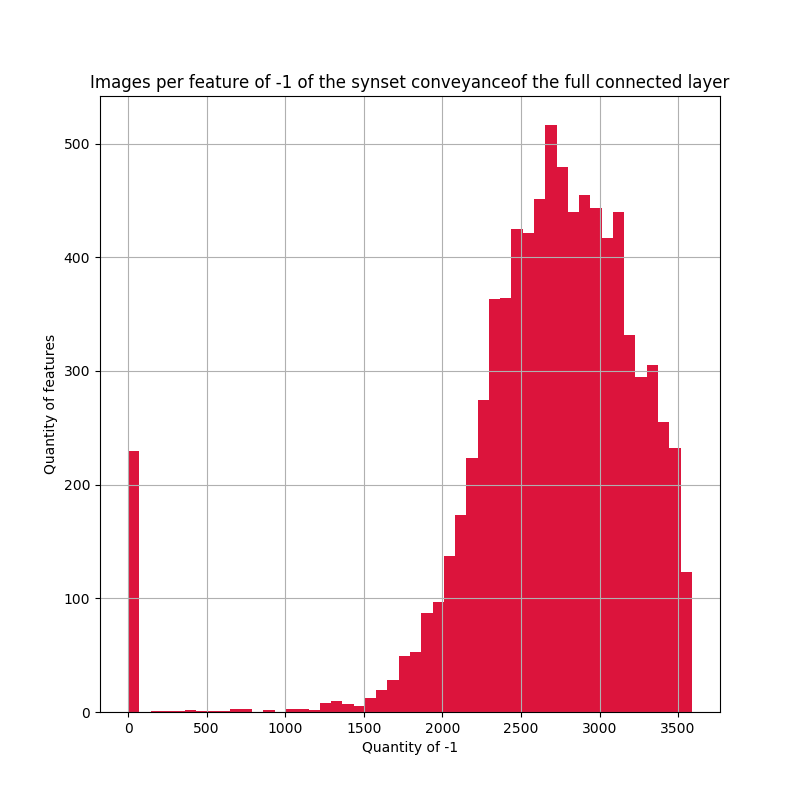 Images per feature of -1 of the synset conveyanceof the full connected layer
500
400
300
200
100
0
Quantity of features
0 500 1000 1500 2000 2500 3000 3500
Quantity of -1